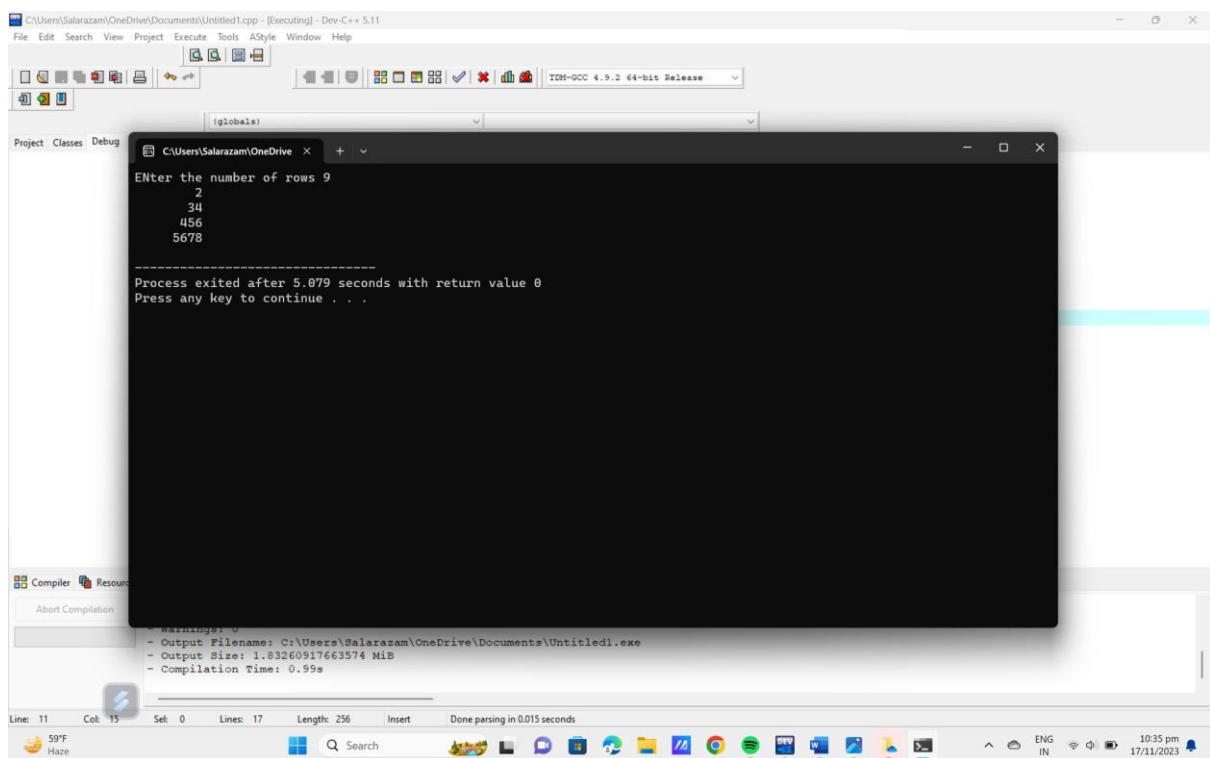 C:\Users\Salarazam\OneDrive\Documents\Untitled1.cpp - [Executing] - Dev-C++ 5.11
File Edit Search View Project Execute Tools AStyle Window Help
TDM-GCC 4.9.2 64-bit Release
(globals)
Project Classes Debug
C:\Users\Salarazam\OneDrive
ENter the number of rows 9
2
34
456
5678
--------------------------------
Process exited after 5.079 seconds with return value 0
Press any key to continue . . .
Compiler Resourc
Abort Compilation
- Warnings: 0
- Output Filename: C:\Users\Salarazam\OneDrive\Documents\Untitled1.exe
- Output Size: 1.83260917663574 MiB
- Compilation Time: 0.99s
Line: 11 Col: 15 Sel: 0 Lines: 17 Length: 256 Insert Done parsing in 0.015 seconds
59°F
Haze
Search
ENG
IN
10:35 pm
17/11/2023